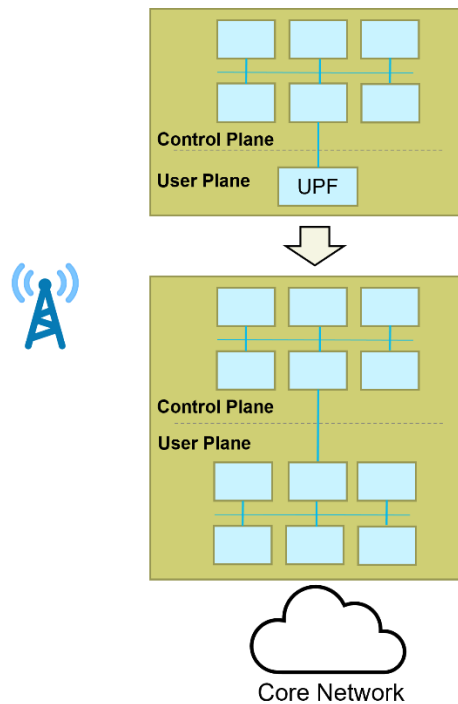 Control Plane
User Plane
UPF
Control Plane
User Plane
Core Network